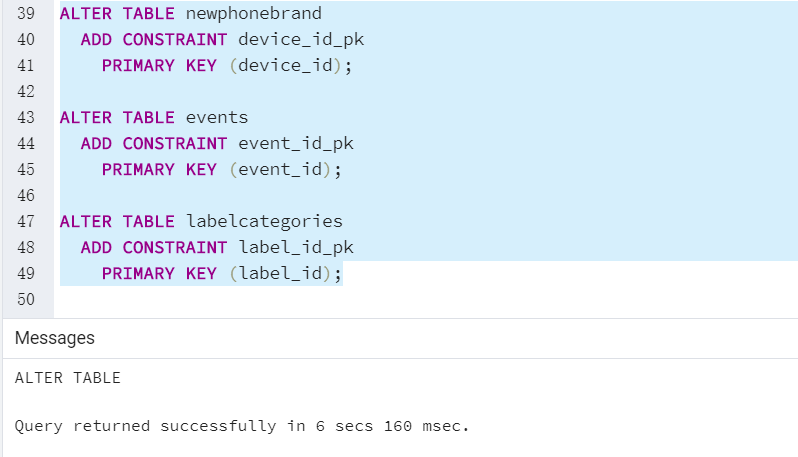 39 ALTER TABLE newphonebrand
40 ADD CONSTRAINT device_id_pk
41 PRIMARY KEY (device_id);
42
43 ALTER TABLE events
44 ADD CONSTRAINT event_id_pk
45 PRIMARY KEY (event_id);
46
47 ALTER TABLE labelcategories
48 ADD CONSTRAINT label_id_pk
49 PRIMARY KEY (label_id);
50
Messages
ALTER TABLE
Query returned successfully in 6 secs 160 msec.